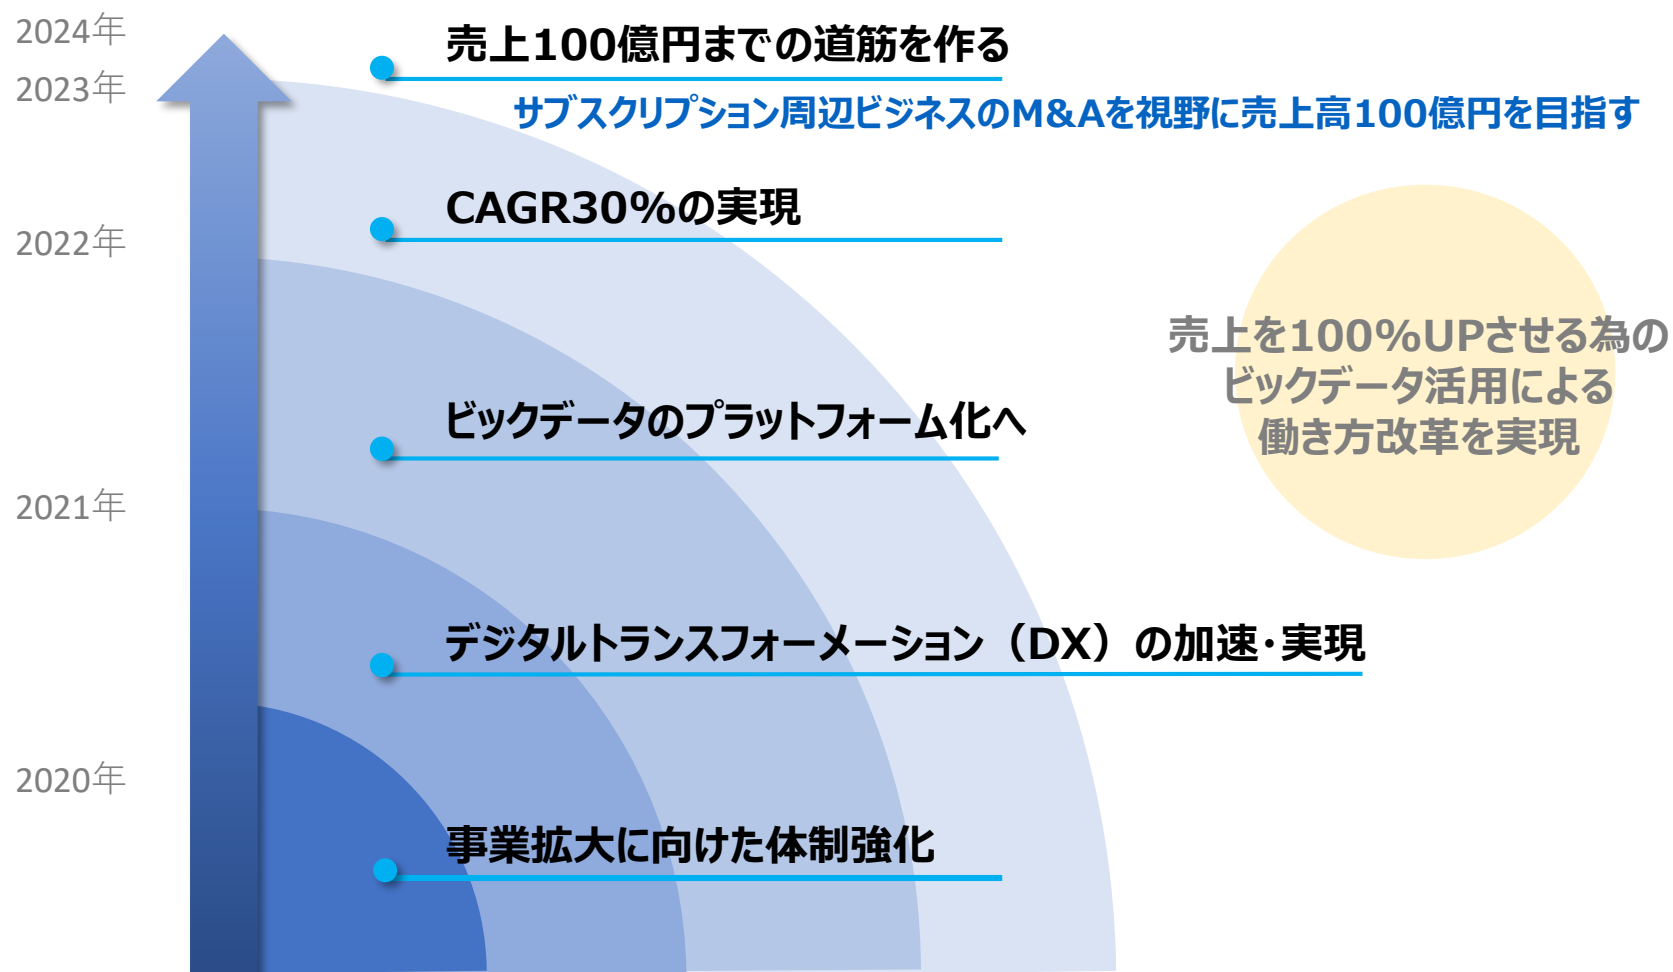 2024年
売上100億円までの道筋を作る
2023年
サブスクリプション周辺ビジネスのM&Aを視野に売上高100億円を目指す
CAGR30%の実現
2022年
売上を100%UPさせる為の
ビックデータ活用による
働き方改革を実現
ビックデータのプラットフォーム化へ
2021年
デジタルトランスフォーメーション（DX）の加速・実現
2020年
事業拡大に向けた体制強化